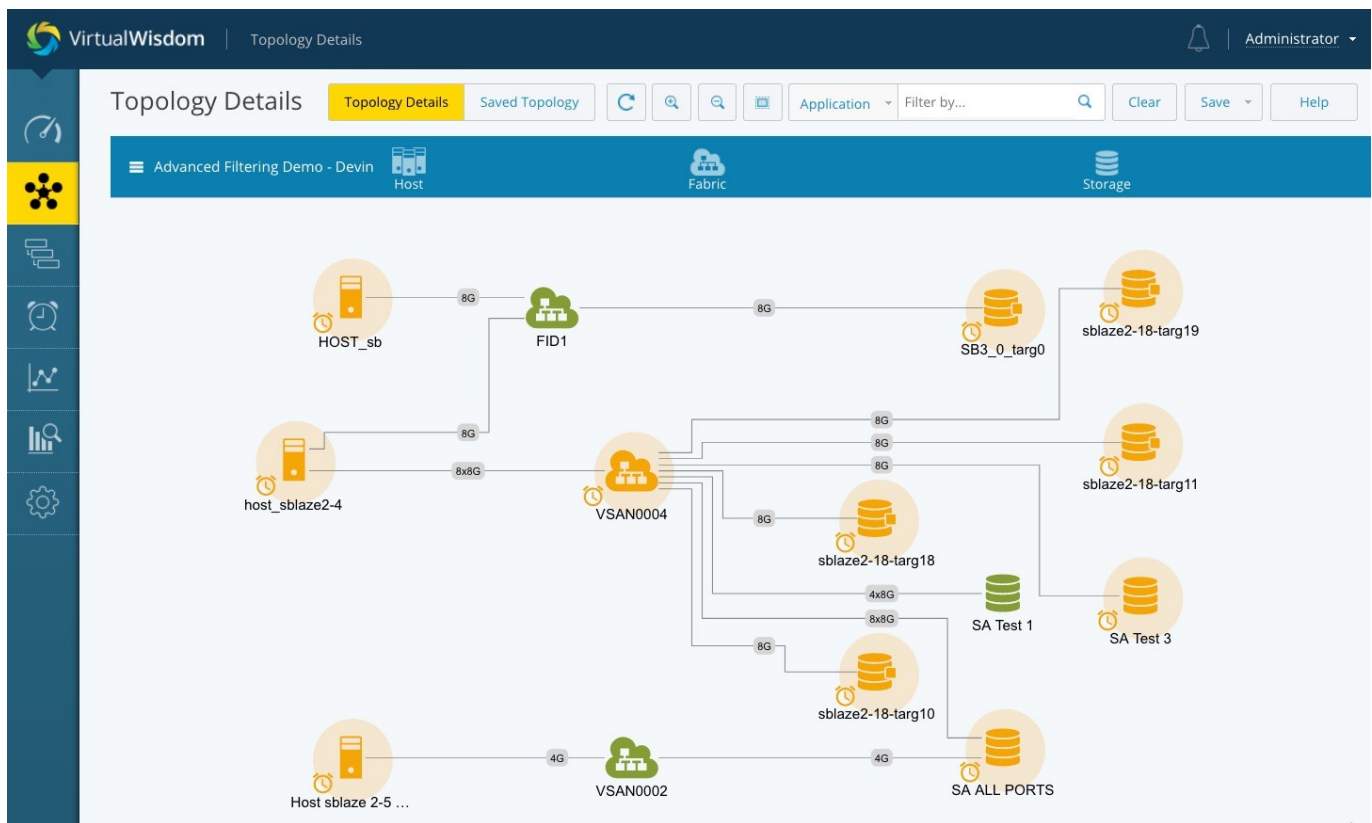 VirtualWisdom | Topology Details
Administrator
Topology Details
Topology Details
Saved Topology
Application
Filter by...
Clear
Save
Help
Advanced Filtering Demo - Devin
Host
Fabric
Storage
8G
HOST_sb
FID1
8G
SB3_0_targ0
sblaze2-18-targ19
8G
8G
8G
8G
8x8G
host_sblaze2-4
VSAN0004
sblaze2-18-targ11
8G
sblaze2-18-targ18
4x8G
SA Test 1
8x8G
SA Test 3
8G
sblaze2-18-targ10
4G
4G
Host sblaze 2-5 ...
VSAN0002
SA ALL PORTS